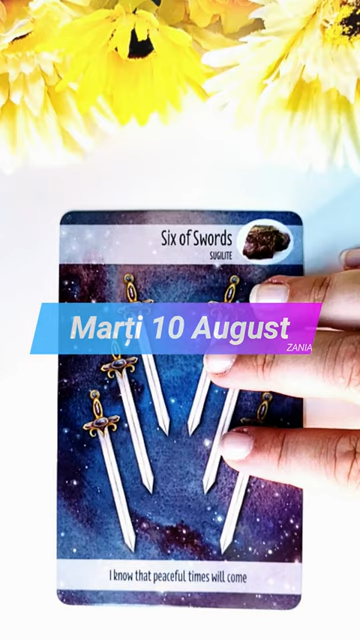 Six of Swords
SUGILITE
Marți 10 August
ZANIA
I know that peaceful times will come